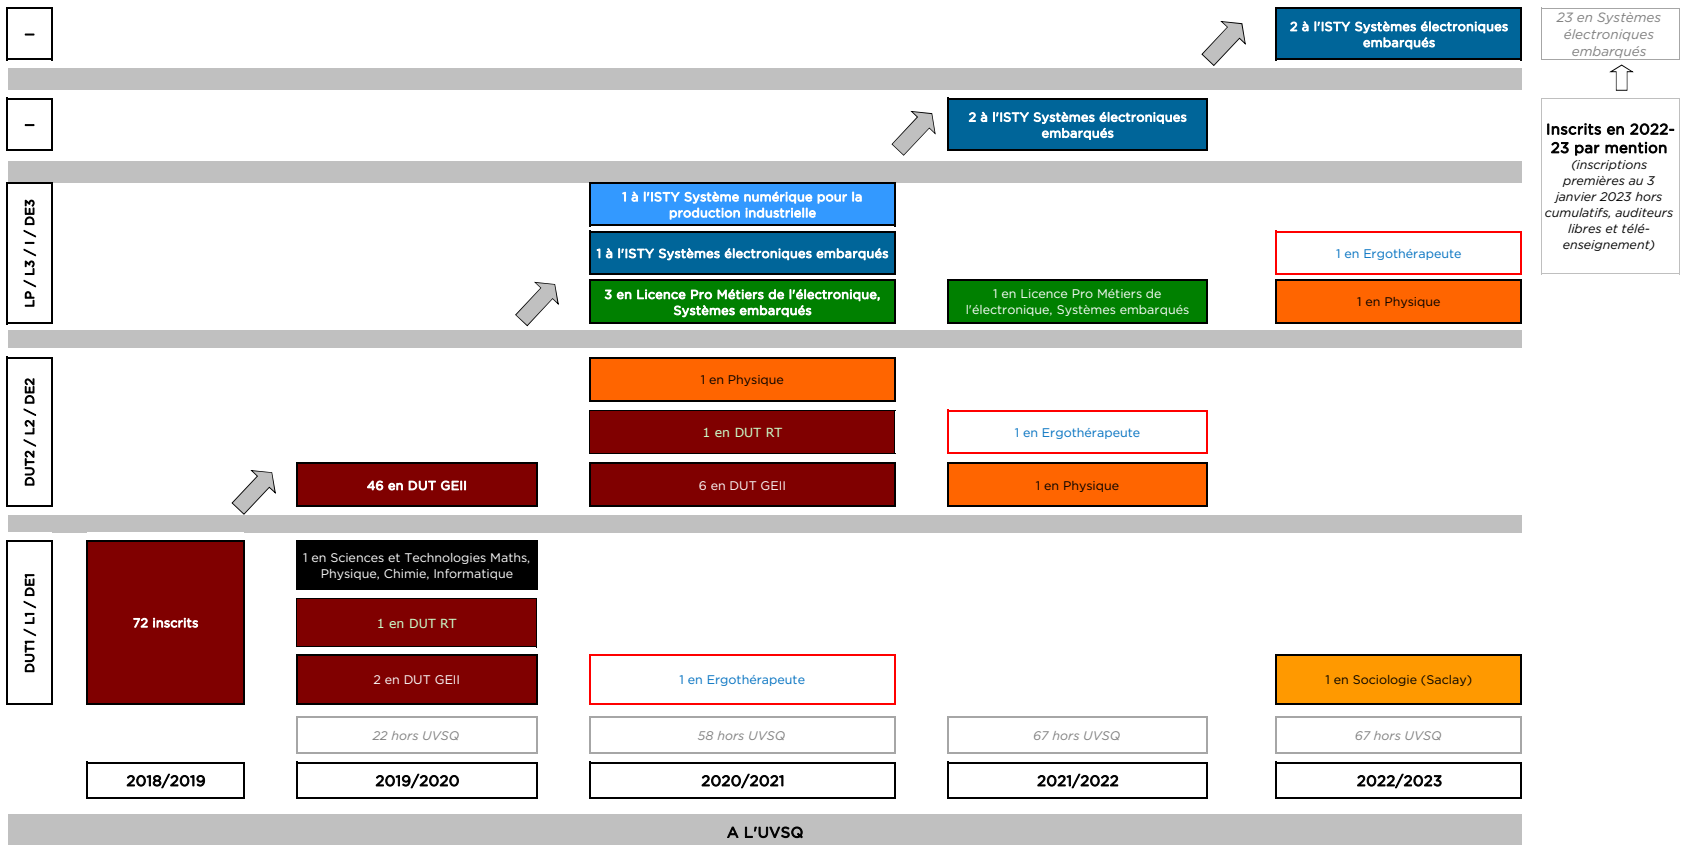 –
2 à l'ISTY Systèmes électroniques
embarqués
23 en Systèmes
électroniques
embarqués
–
2 à l'ISTY Systèmes électroniques
embarqués
Inscrits en 2022-
23 par mention
(inscriptions
premières au 3
janvier 2023 hors
cumulatifs, auditeurs
libres et télé-
enseignement)
LP / L3 / I / DE3
1 à l'ISTY Système numérique pour la
production industrielle
1 à l'ISTY Systèmes électroniques embarqués
1 en Ergothérapeute
3 en Licence Pro Métiers de l'électronique,
Systèmes embarqués
1 en Licence Pro Métiers de
l'électronique, Systèmes embarqués
1 en Physique
DUT2 / L2 / DE2
1 en Physique
1 en DUT RT
1 en Ergothérapeute
46 en DUT GEII
6 en DUT GEII
1 en Physique
DUT1 / L1 / DE1
72 inscrits
1 en Sciences et Technologies Maths,
Physique, Chimie, Informatique
1 en DUT RT
2 en DUT GEII
1 en Ergothérapeute
1 en Sociologie (Saclay)
22 hors UVSQ
58 hors UVSQ
67 hors UVSQ
67 hors UVSQ
2018/2019
2019/2020
2020/2021
2021/2022
2022/2023
A L'UVSQ